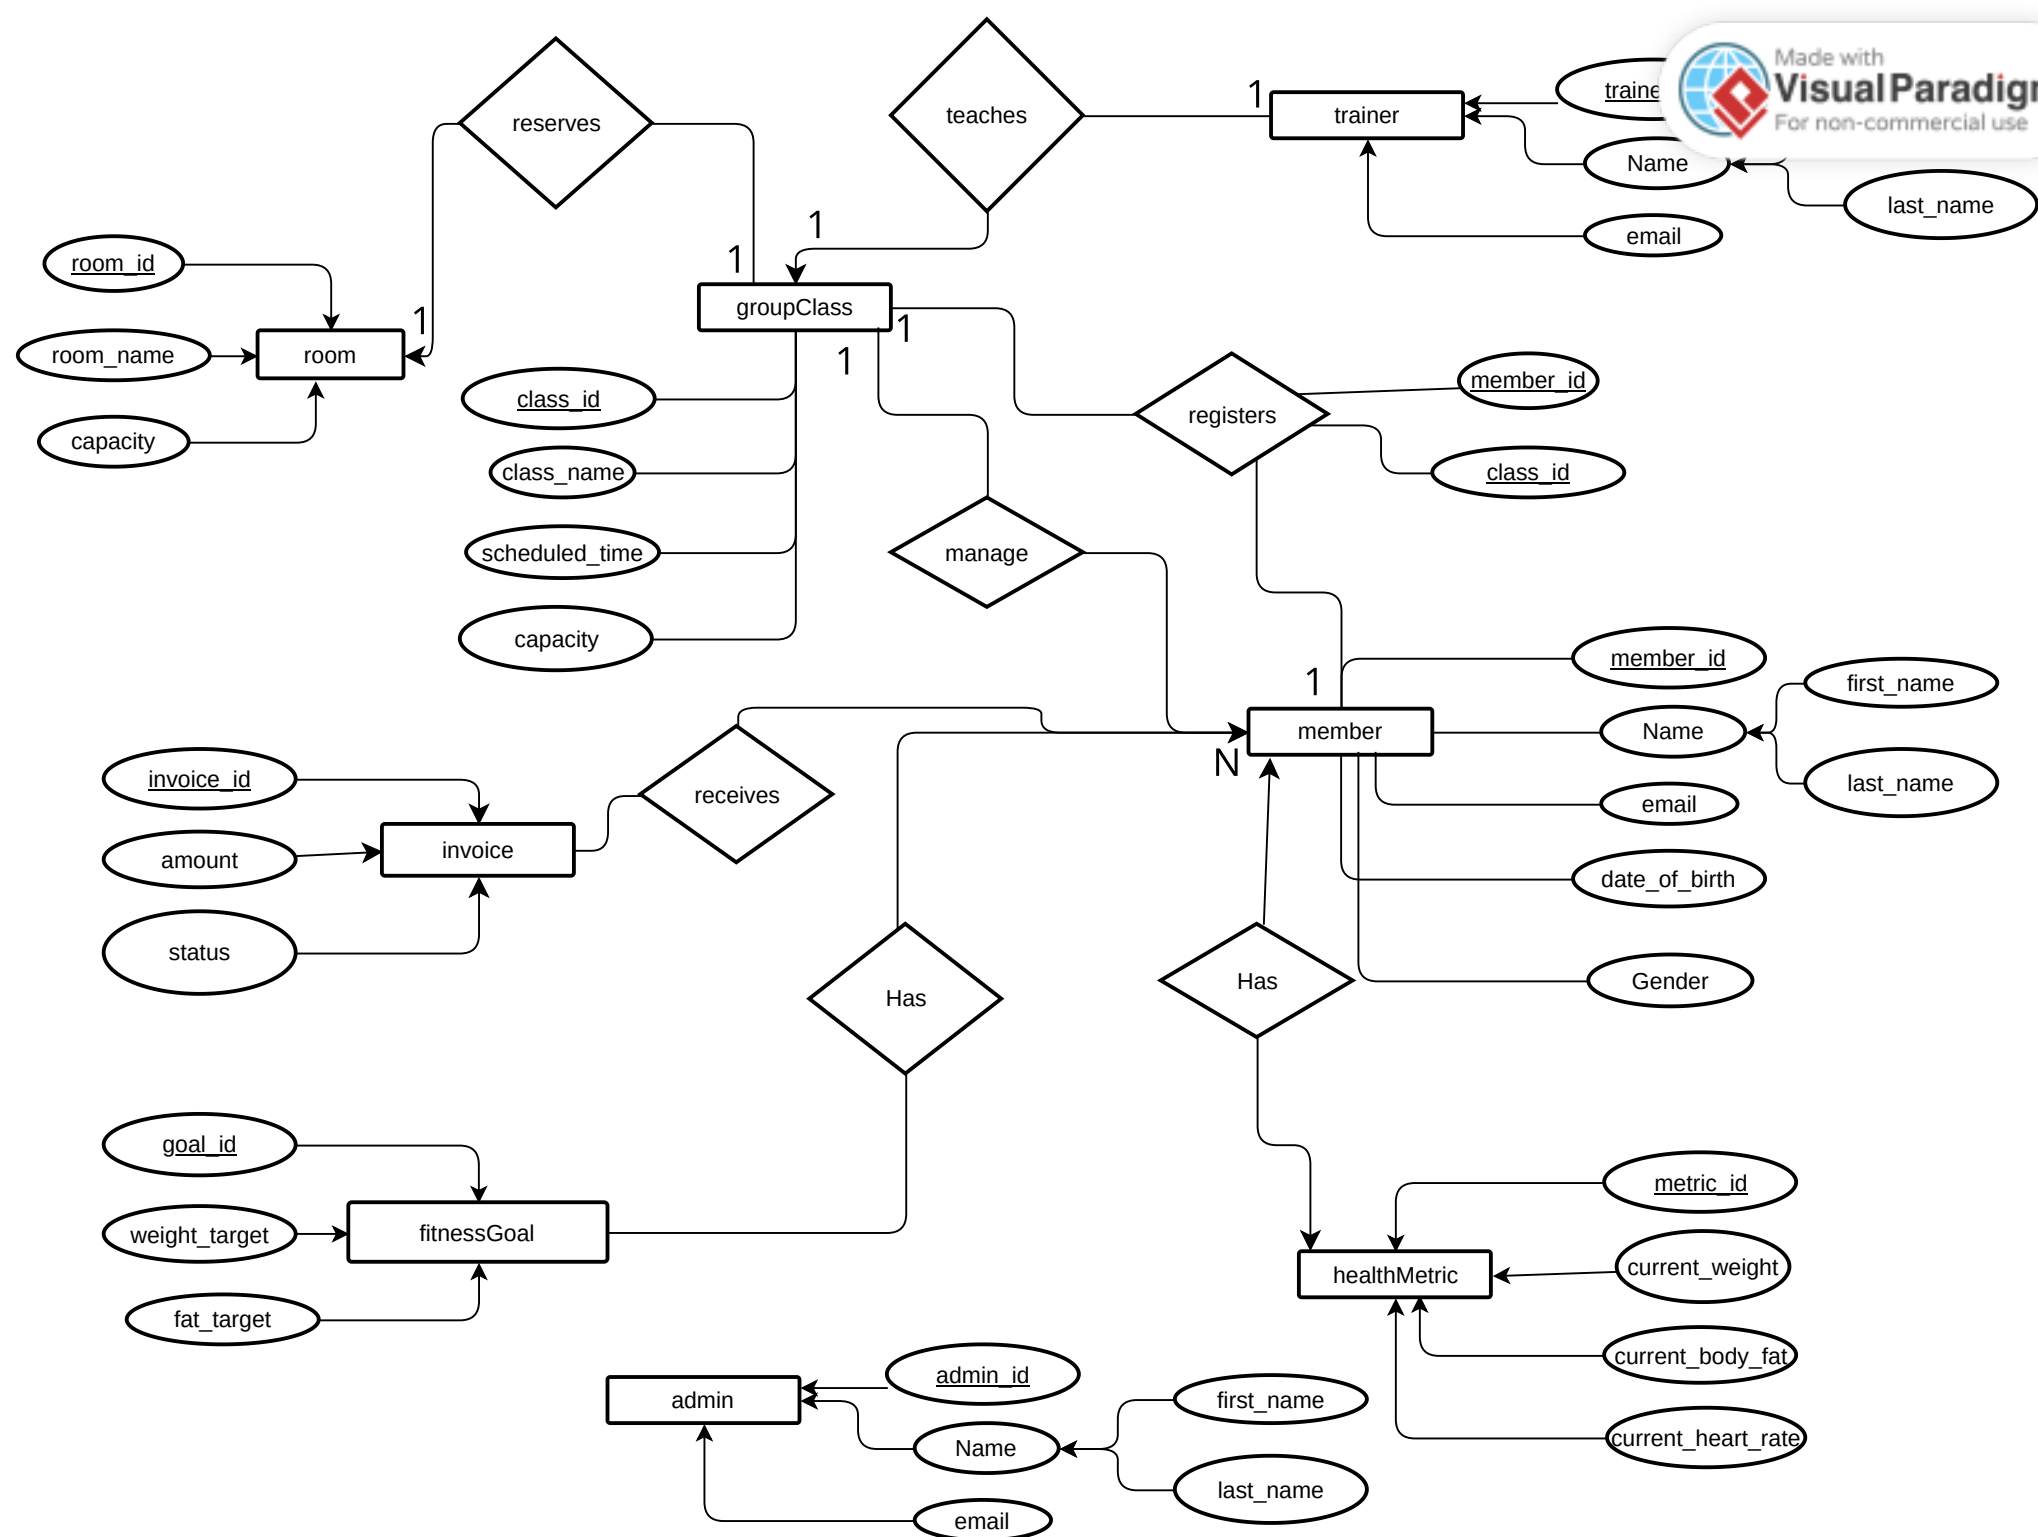 Made with
Visual Paradigm
For non-commercial use
reserves
teaches
1
trainer
Name
last_name
email
1
1
room_id
room_name
capacity
room
1
groupClass
1
1
class_id
class_name
scheduled_time
capacity
registers
member_id
class_id
manage
1
member
N
member_id
Name
first_name
last_name
email
date_of_birth
Gender
receives
invoice_id
amount
status
invoice
Has
Has
goal_id
weight_target
fat_target
fitnessGoal
healthMetric
metric_id
current_weight
current_body_fat
current_heart_rate
admin
admin_id
Name
first_name
last_name
email